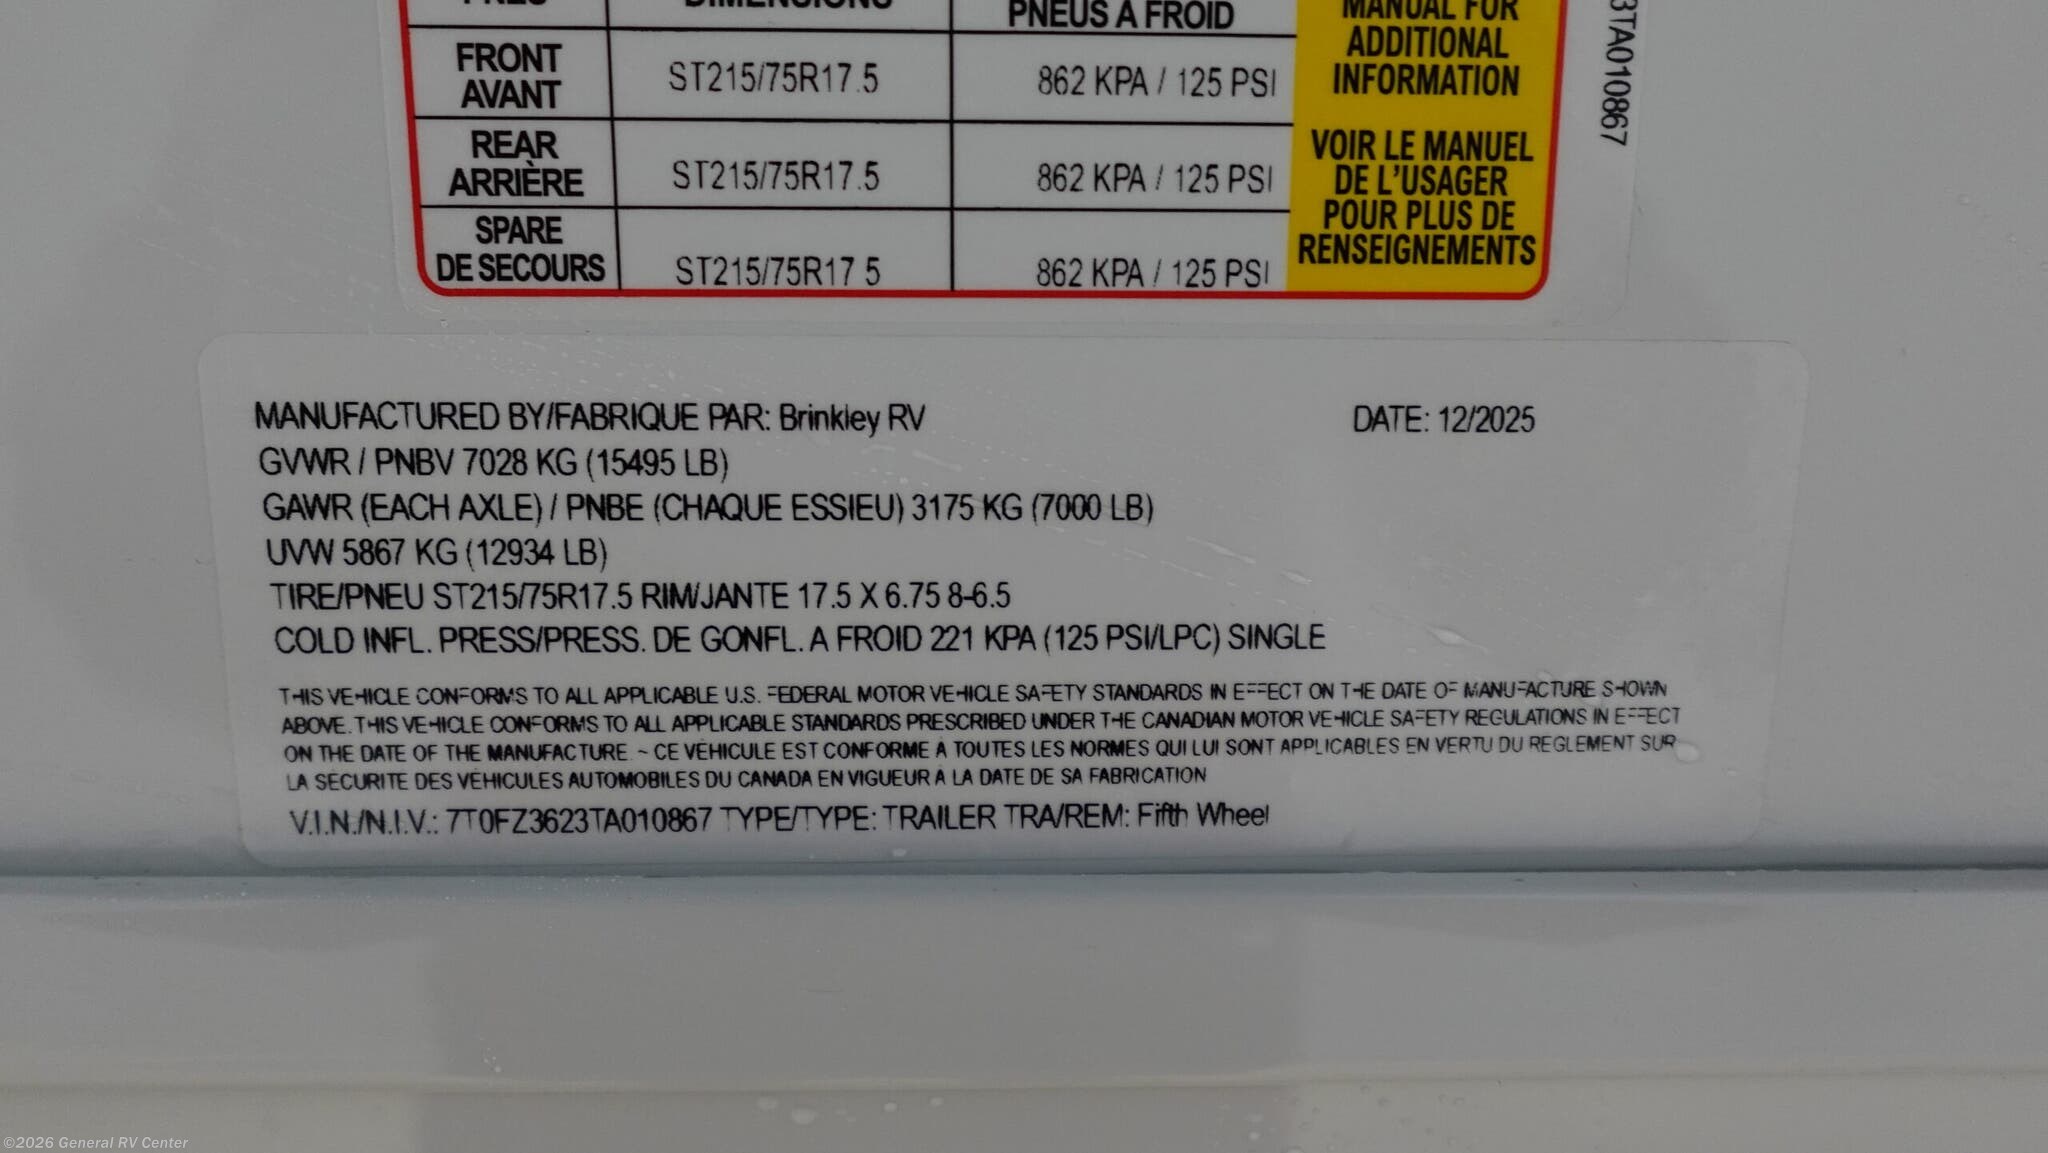 DIMENSIONS
PNEUS A FROID
MANUAL FOR
ADDITIONAL
INFORMATION
FRONT
AVANT
ST215/75R17.5
862 KPA / 125 PSI
REAR
ARRIÈRE
ST215/75R17.5
862 KPA / 125 PSI
VOIR LE MANUEL
DE L'USAGER
POUR PLUS DE
RENSEIGNEMENTS
SPARE
DE SECOURS
ST215/75R17 5
862 KPA / 125 PSI
3TA010867
MANUFACTURED BY/FABRIQUE PAR: Brinkley RV
DATE: 12/2025
GVWR / PNBV 7028 KG (15495 LB)
GAWR (EACH AXLE) / PNBE (CHAQUE ESSIEU) 3175 KG (7000 LB)
UVW 5867 KG (12934 LB)
TIRE/PNEU ST215/75R17.5 RIM/JANTE 17.5 X 6.75 8-6.5
COLD INFL. PRESS/PRESS. DE GONFL. A FROID 221 KPA (125 PSI/LPC) SINGLE
THIS VEHICLE CONFORMS TO ALL APPLICABLE U.S. FEDERAL MOTOR VEHICLE SAFETY STANDARDS IN EFFECT ON THE DATE OF MANUFACTURE SHOWN
ABOVE. THIS VEHICLE CONFORMS TO ALL APPLICABLE STANDARDS PRESCRIBED UNDER THE CANADIAN MOTOR VEHICLE SAFETY REGULATIONS IN EFFECT
ON THE DATE OF THE MANUFACTURE. ~ CE VÉHICULE EST CONFORME À TOUTES LES NORMES QUI LUI SONT APPLICABLES EN VERTU DU RÈGLEMENT SUR
LA SÉCURITÉ DES VÉHICULES AUTOMOBILES DU CANADA EN VIGUEUR À LA DATE DE SA FABRICATION
V.I.N./N.I.V.: 7T0FZ3623TA010867 TYPE/TYPE: TRAILER TRA/REM: Fifth Wheel
©2026 General RV Center